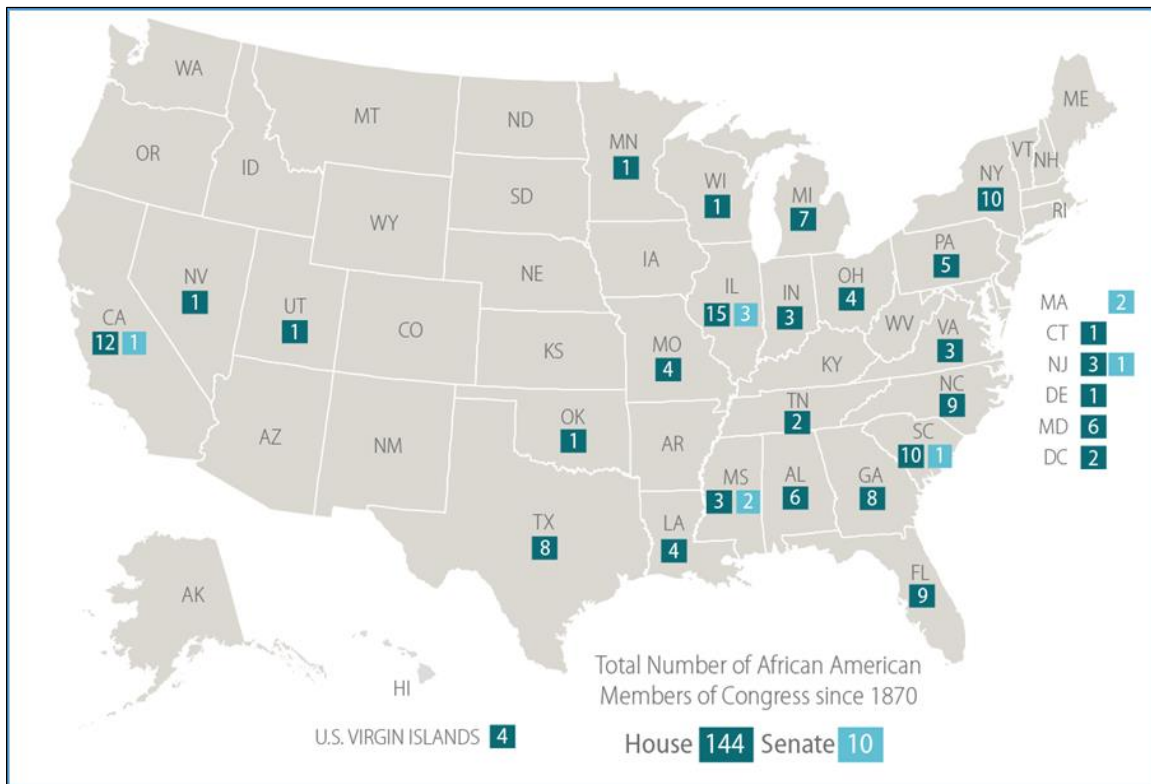 WA
MT
ND
MN
1
OR
ID
SD
WI
1
MI
7
VT
NH
ME
NY
10
RI
WY
IA
PA
5
NV
1
UT
1
NE
IL
15 3
IN
3
OH
4
CA
12 1
CO
KS
MO
4
WV
VA
3
KY
MA 2
CT 1
NJ 3 1
DE 1
MD 6
DC 2
NC
9
TN
2
AZ
NM
OK
1
AR
SC
10 1
MS
3 2
AL
6
GA
8
TX
8
LA
4
FL
9
AK
HI
Total Number of African American
Members of Congress since 1870
U.S. VIRGIN ISLANDS 4
House 144 Senate 10